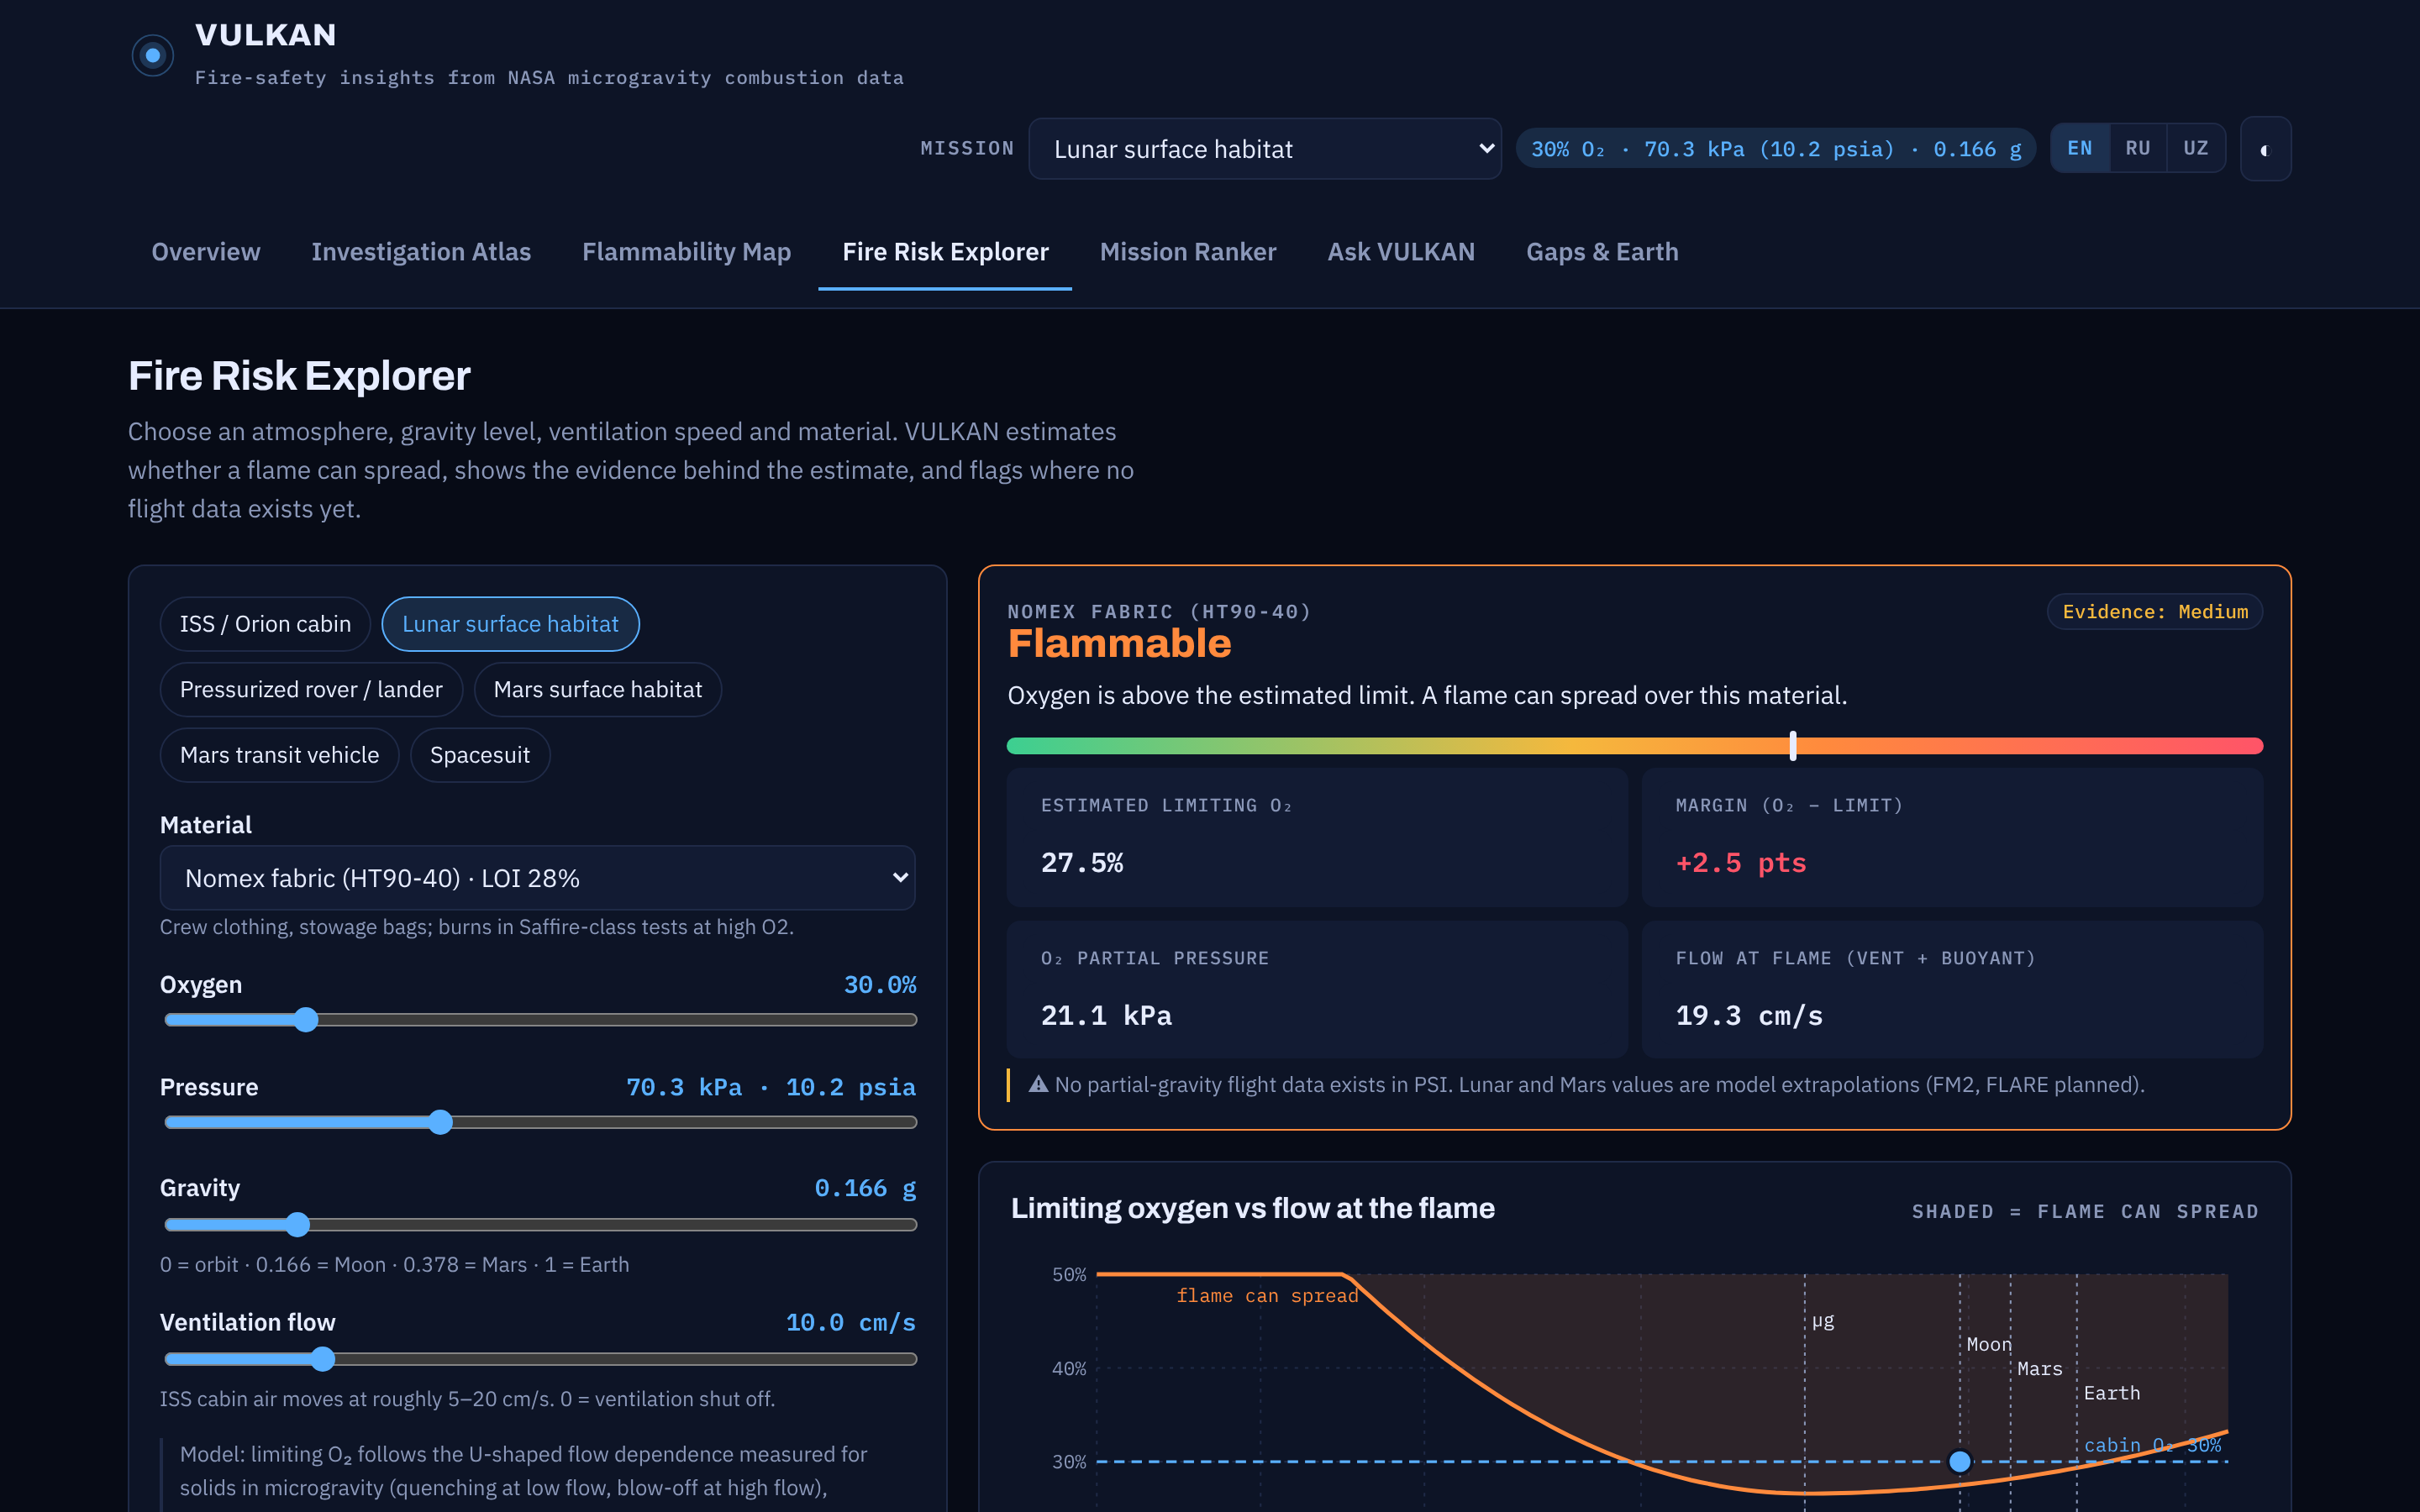 VULKAN
Fire-safety insights from NASA microgravity combustion data
MISSION
Lunar surface habitat
30% O₂ · 70.3 kPa (10.2 psia) · 0.166 g
EN
RU
UZ
Overview
Investigation Atlas
Flammability Map
Fire Risk Explorer
Mission Ranker
Ask VULKAN
Gaps & Earth
Fire Risk Explorer
Choose an atmosphere, gravity level, ventilation speed and material. VULKAN estimates
whether a flame can spread, shows the evidence behind the estimate, and flags where no
flight data exists yet.
ISS / Orion cabin
Lunar surface habitat
Pressurized rover / lander
Mars surface habitat
Mars transit vehicle
Spacesuit
Material
Nomex fabric (HT90-40) · LOI 28%
Crew clothing, stowage bags; burns in Saffire-class tests at high O2.
Oxygen
30.0%
Pressure
70.3 kPa · 10.2 psia
Gravity
0.166 g
0 = orbit · 0.166 = Moon · 0.378 = Mars · 1 = Earth
Ventilation flow
10.0 cm/s
ISS cabin air moves at roughly 5–20 cm/s. 0 = ventilation shut off.
Model: limiting O₂ follows the U-shaped flow dependence measured for
solids in microgravity (quenching at low flow, blow-off at high flow),
NOMEX FABRIC (HT90-40)
Evidence: Medium
Flammable
Oxygen is above the estimated limit. A flame can spread over this material.
ESTIMATED LIMITING O₂
27.5%
MARGIN (O₂ − LIMIT)
+2.5 pts
O₂ PARTIAL PRESSURE
21.1 kPa
FLOW AT FLAME (VENT + BUOYANT)
19.3 cm/s
⚠ No partial-gravity flight data exists in PSI. Lunar and Mars values are model extrapolations (FM2, FLARE planned).
Limiting oxygen vs flow at the flame
SHADED = FLAME CAN SPREAD
50%
flame can spread
µg
Moon
40%
Mars
Earth
cabin O₂ 30%
30%